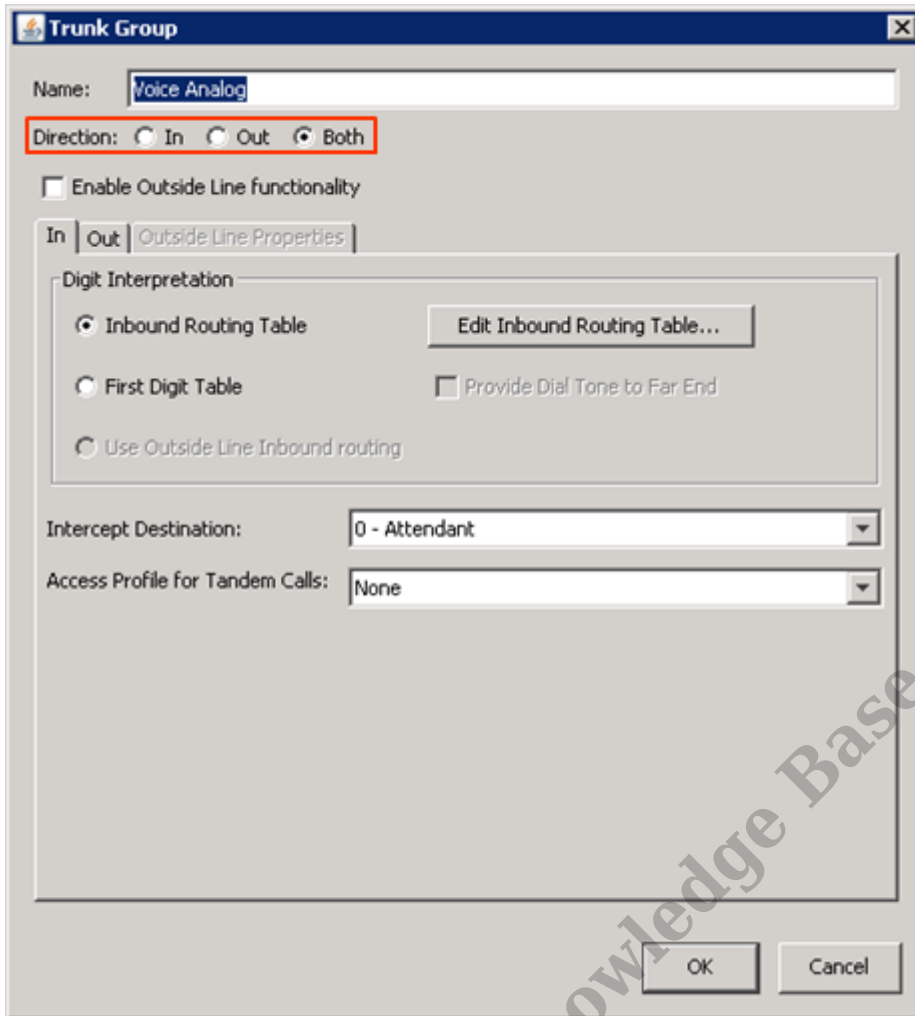 Trunk Group
Name: Voice Analog
Direction: In Out Both
Enable Outside Line functionality
In Out Outside Line Properties
Digit Interpretation
Inbound Routing Table Edit Inbound Routing Table...
First Digit Table Provide Dial Tone to Far End
Use Outside Line Inbound routing
Intercept Destination: 0 - Attendant
Access Profile for Tandem Calls: None
OK Cancel
owledge Base